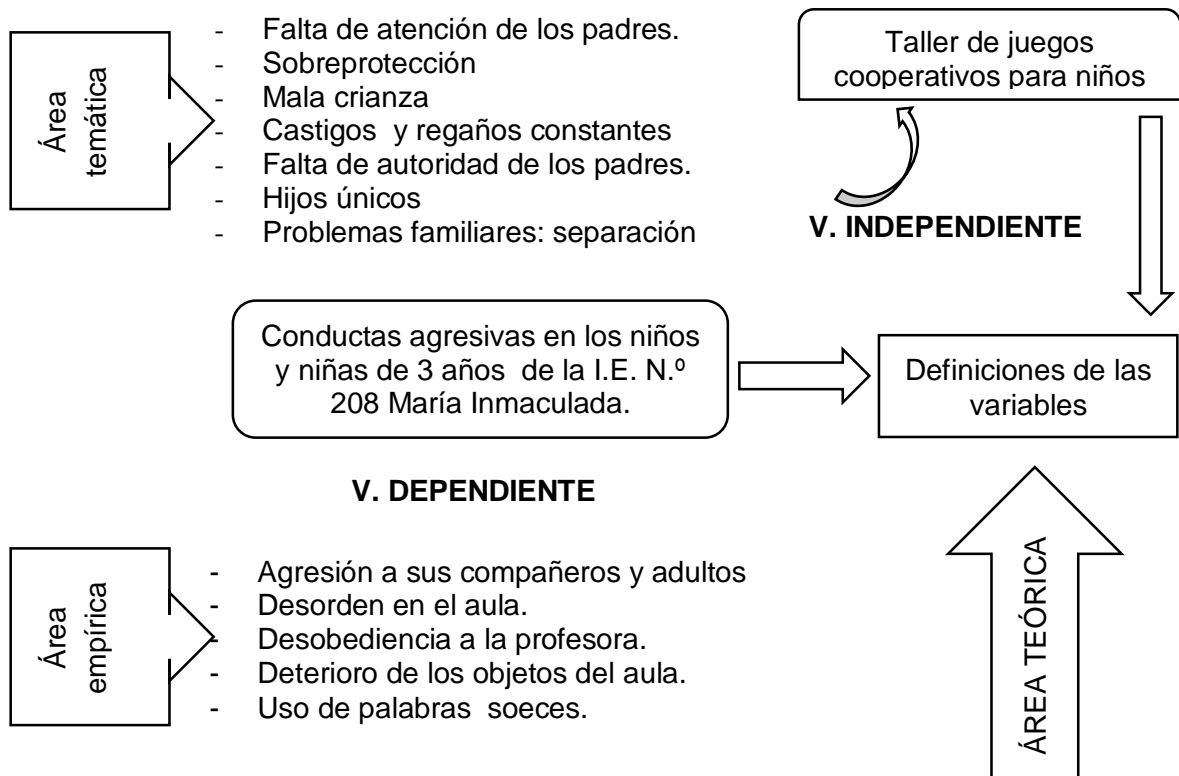 Área
temática
- Falta de atención de los padres.
- Sobreprotección
- Mala crianza
- Castigos y regaños constantes
- Falta de autoridad de los padres.
- Hijos únicos
- Problemas familiares: separación
Taller de juegos
cooperativos para niños
V. INDEPENDIENTE
Conductas agresivas en los niños
y niñas de 3 años de la I.E. N.º
208 María Inmaculada.
Definiciones de las
variables
V. DEPENDIENTE
Área
empírica
- Agresión a sus compañeros y adultos
- Desorden en el aula.
- Desobediencia a la profesora.
- Deterioro de los objetos del aula.
- Uso de palabras soeces.
ÁREA TEÓRICA